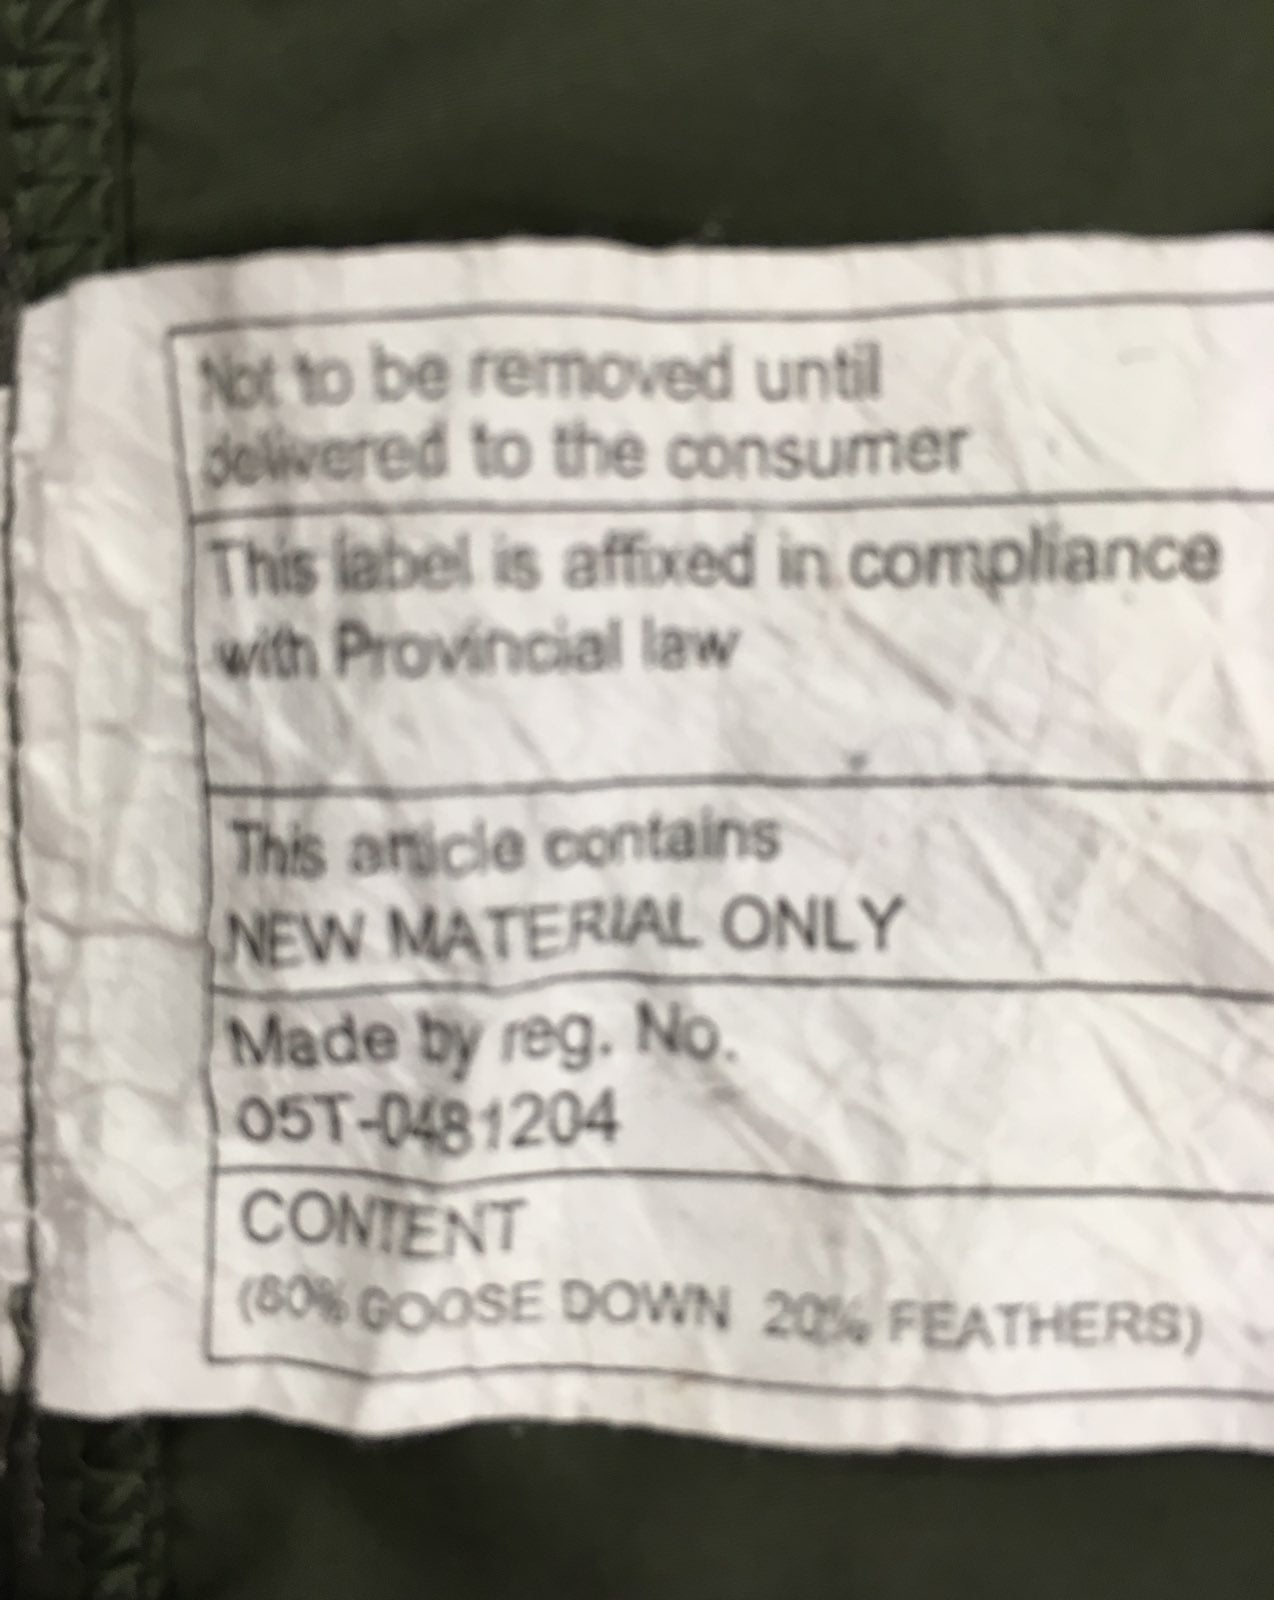 Not to be removed until
delivered to the consumer
This label is affixed in compliance
with Provincial law
This article contains
NEW MATERIAL ONLY
Made by reg. No.
05T-0481204
CONTENT
(80% GOOSE DOWN 20% FEATHERS)